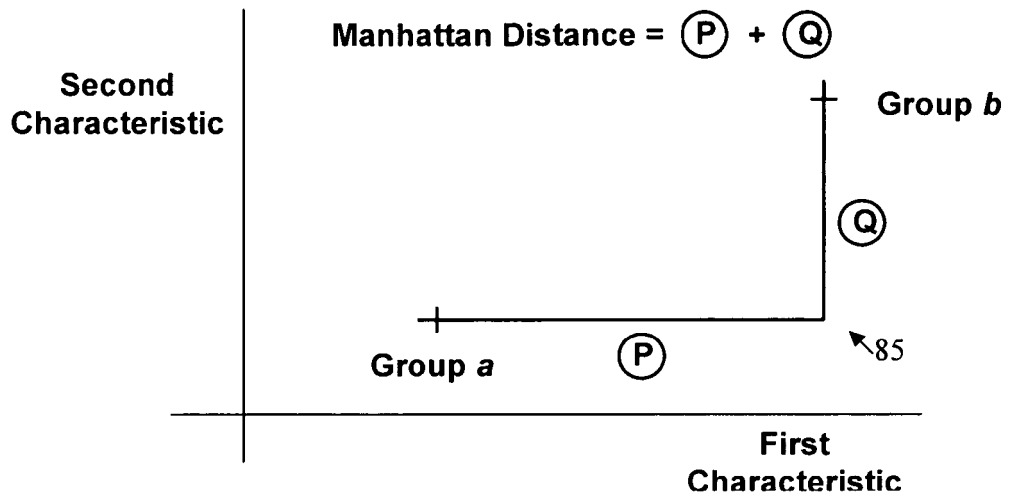 Manhattan Distance = P + Q
Second
Characteristic
Group b
Q
Group a
P
85
First
Characteristic